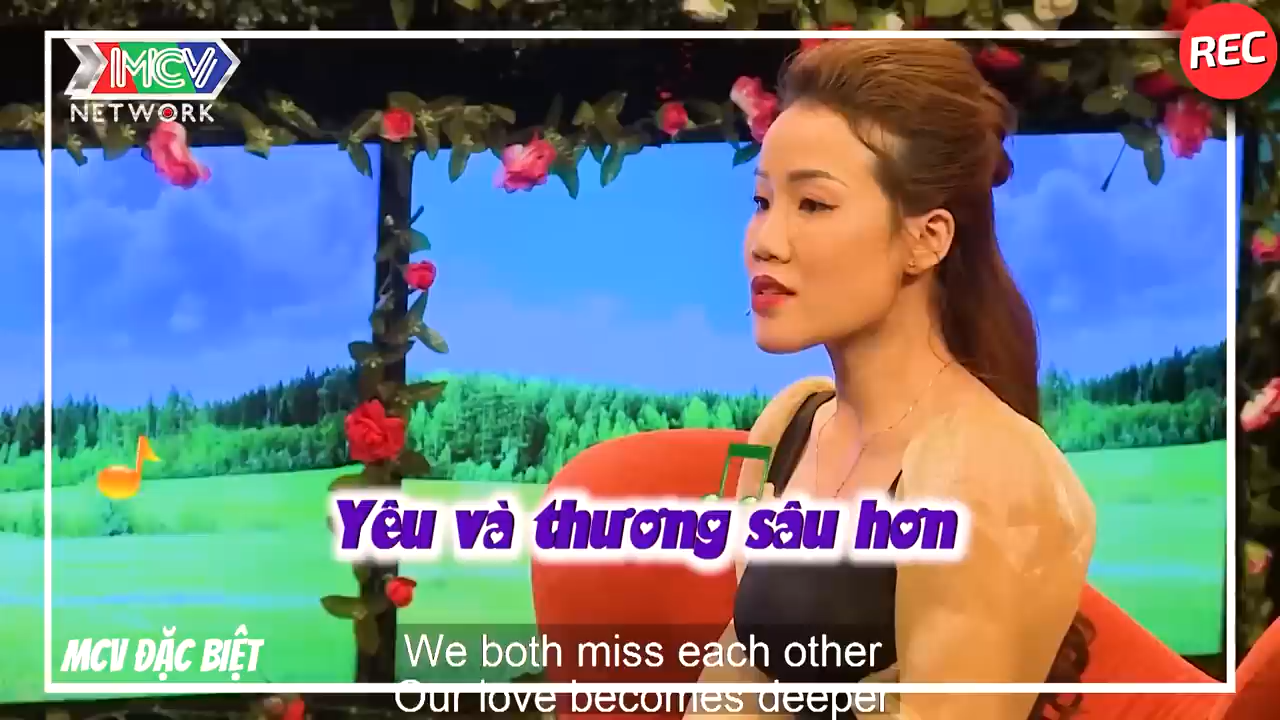 MCV
NETWORK
REC
Yêu và thương sâu hơn
MCV ĐẶC BIỆT
We both miss each other
Our love becomes deeper